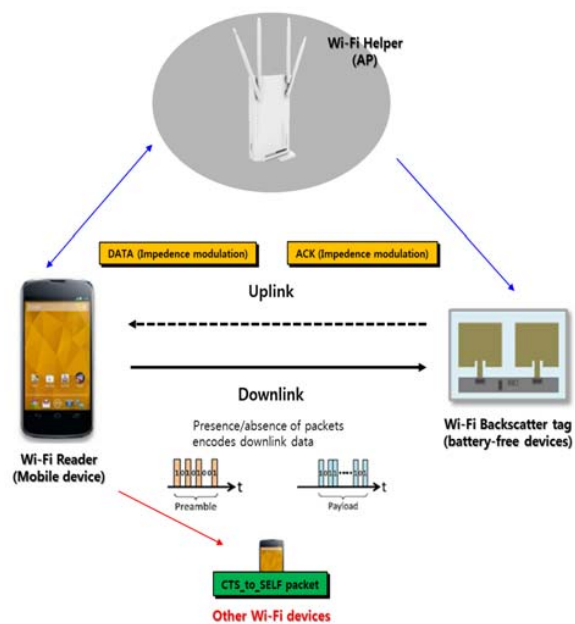 Wi-Fi Helper
(AP)
DATA (Impedence modulation)
ACK (Impedence modulation)
Uplink
Downlink
Wi-Fi Reader
(Mobile device)
Wi-Fi Backscatter tag
(battery-free devices)
Presence/absence of packets
encodes downlink data
10101001
t
Preamble
t
Payload
CTS_to_SELF packet
Other Wi-Fi devices